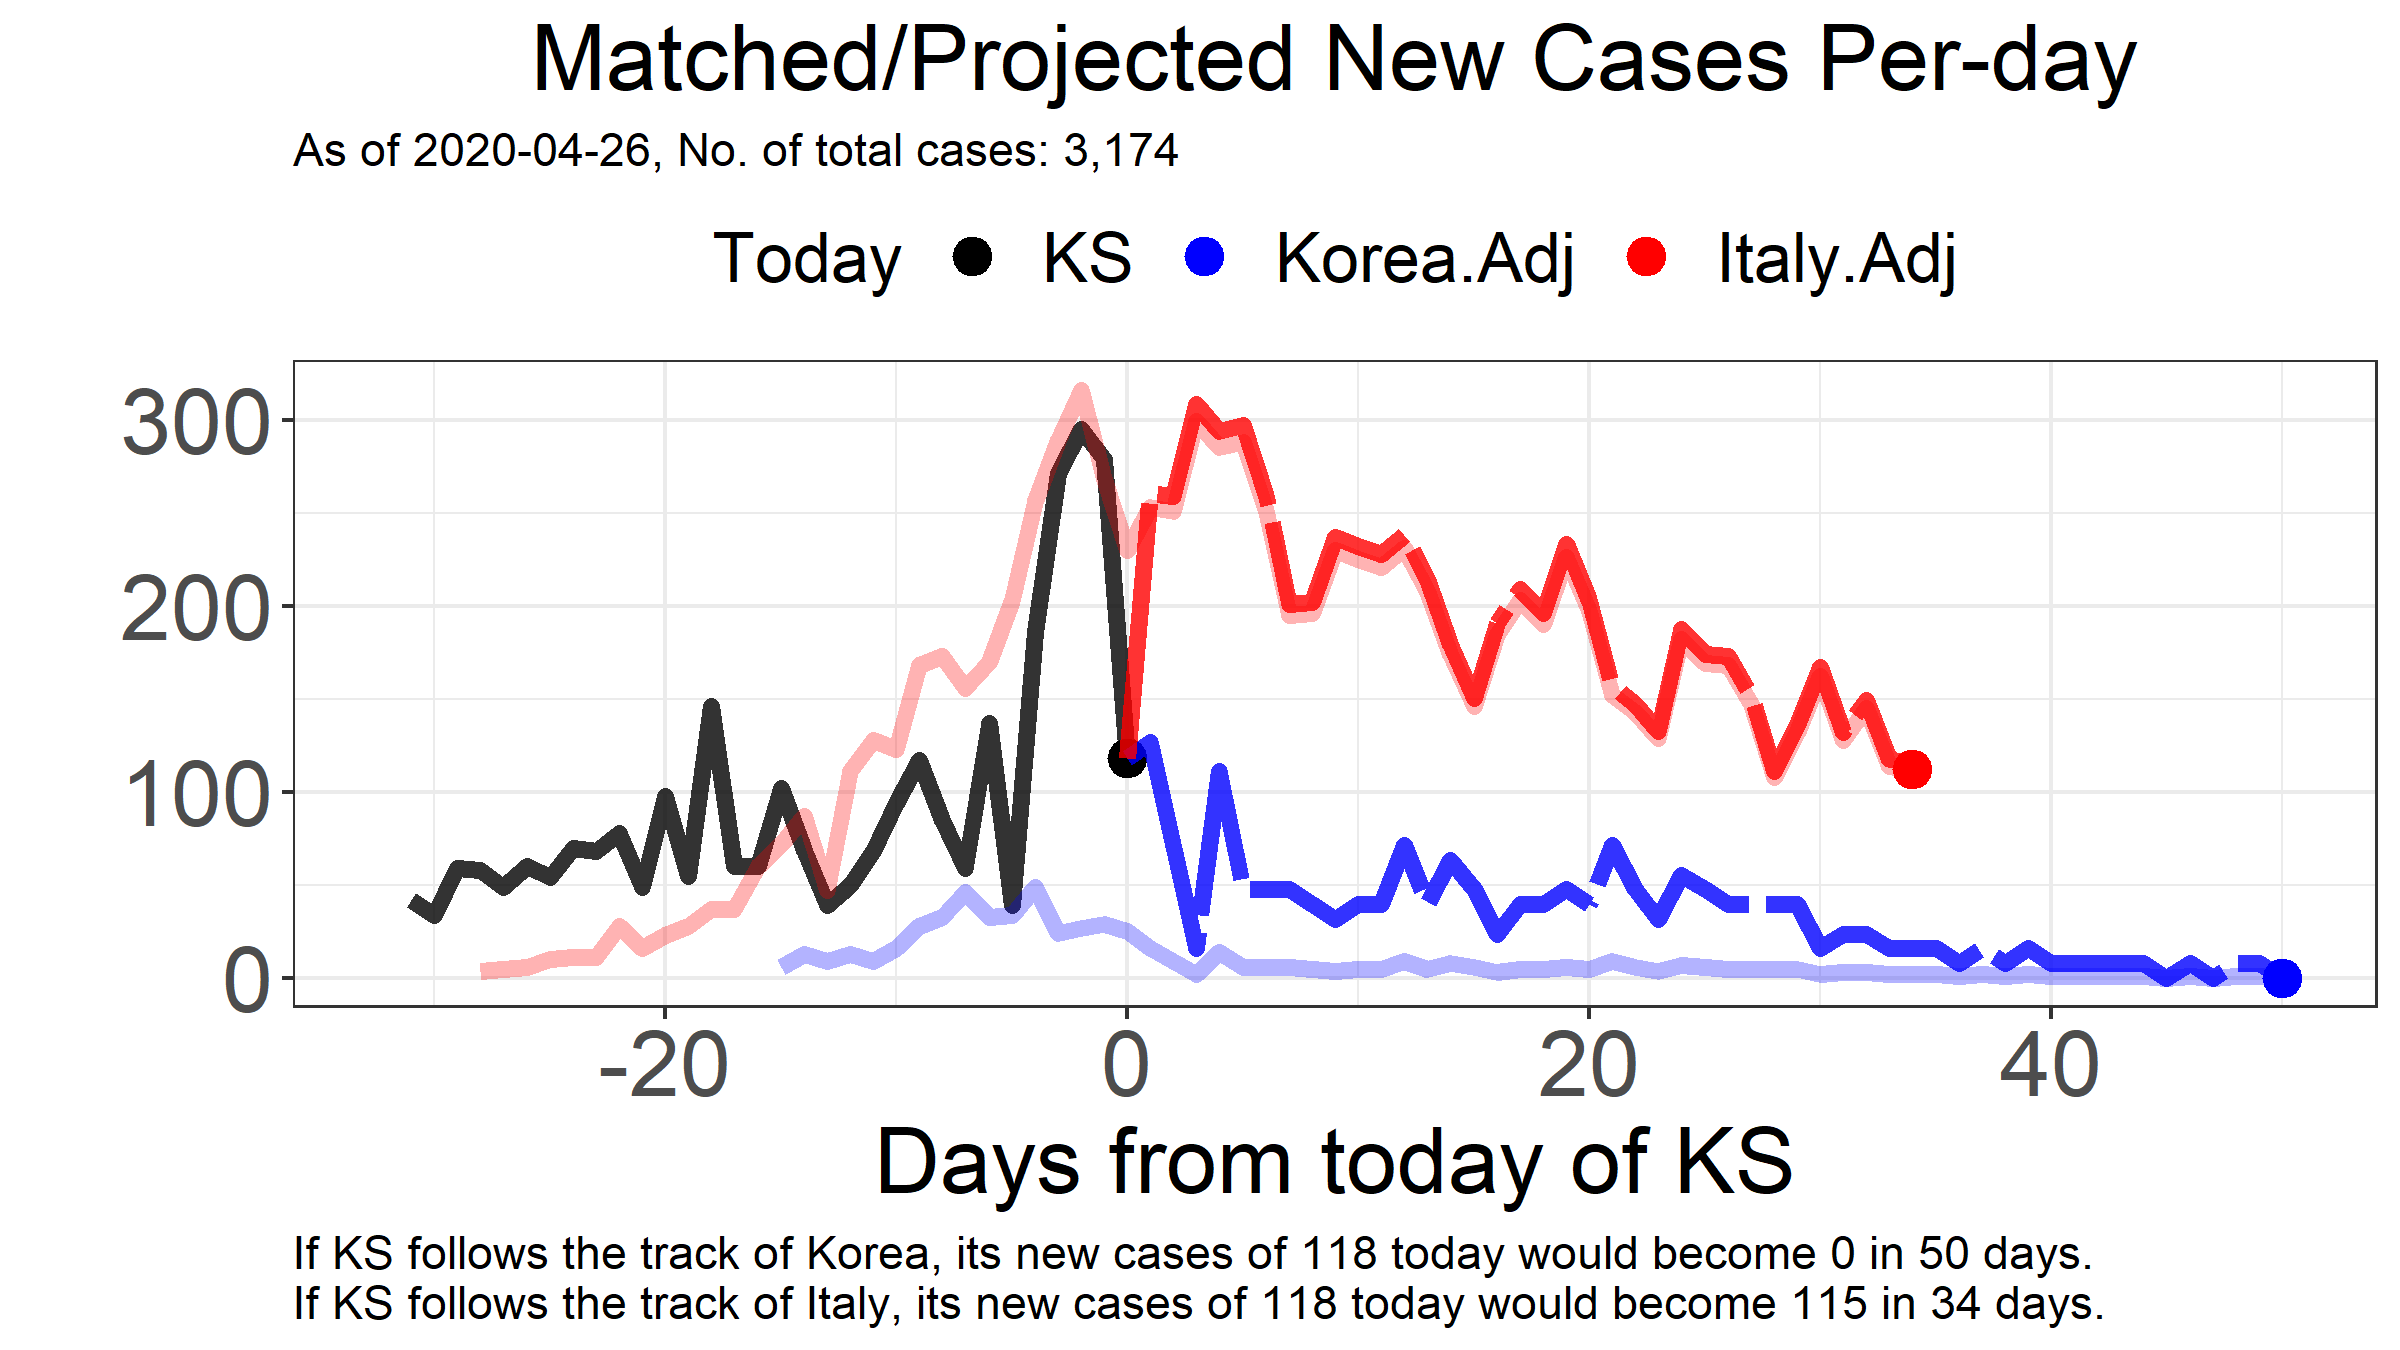 Matched/Projected New Cases Per-day
As of 2020-04-26, No. of total cases: 3,174
Today KS Korea.Adj Italy.Adj
300
200
100
0
-20 0 20 40
Days from today of KS
If KS follows the track of Korea, its new cases of 118 today would become 0 in 50 days.
If KS follows the track of Italy, its new cases of 118 today would become 115 in 34 days.